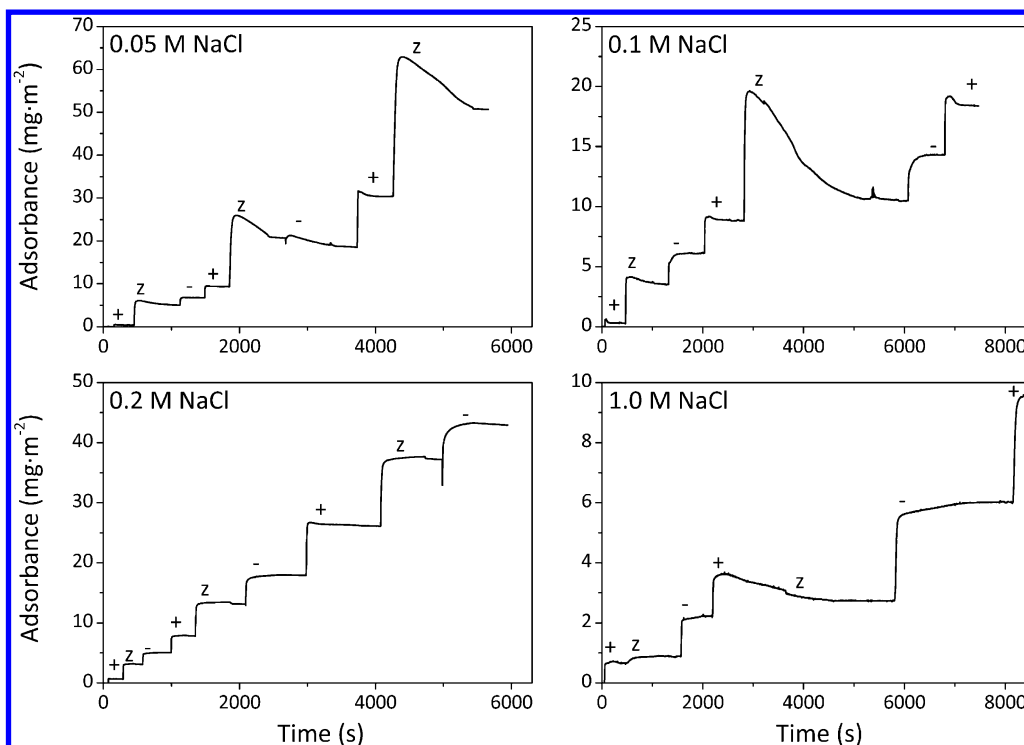 0.05 M NaCl
Adsorbance (mg·m⁻²)
70
60
50
40
30
20
10
0
+ z - + z - + z
0 2000 4000 6000
0.1 M NaCl
25
20
15
10
5
0
+ z - + z - +
0 2000 4000 6000 8000
0.2 M NaCl
Adsorbance (mg·m⁻²)
50
40
30
20
10
0
+ z - + z - + z -
0 2000 4000 6000
Time (s)
1.0 M NaCl
10
8
6
4
2
0
+ z - + z - +
0 2000 4000 6000 8000
Time (s)